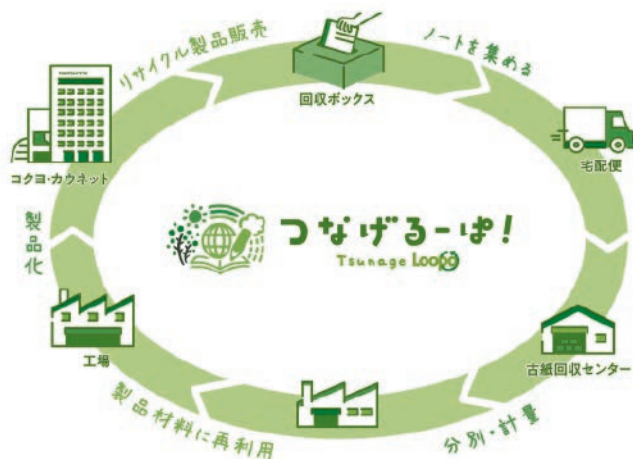 リサイクル製品販売
ノートを集める
回収ボックス
宅配便
コクヨ・カウネット
つなげるーぱ!
Tsunage Loopa
製品化
工場
古紙回収センター
製品材料に再利用
分別・計量